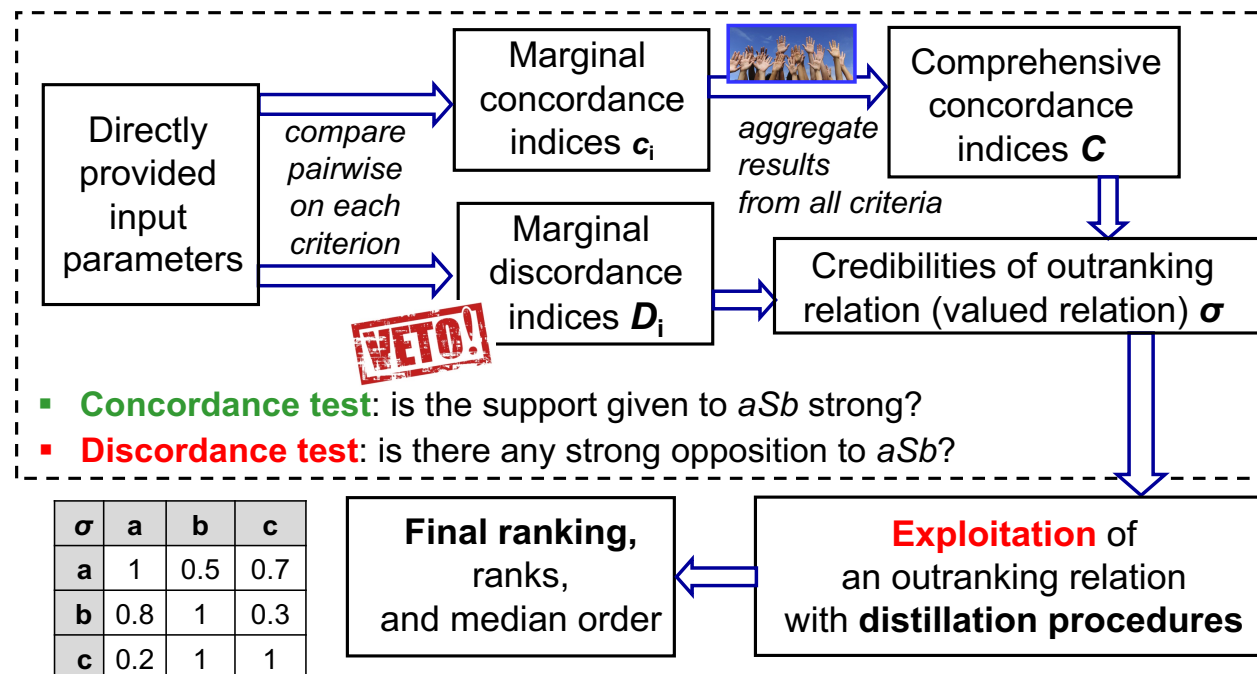 Directly
provided
input
parameters
compare
pairwise
on each
criterion
Marginal
concordance
indices cᵢ
aggregate
results
from all criteria
Comprehensive
concordance
indices C
Marginal
discordance
indices Dᵢ
VETO!
Credibilities of outranking
relation (valued relation) σ
▪ Concordance test: is the support given to aSb strong?
▪ Discordance test: is there any strong opposition to aSb?
σ a b c
a 1 0.5 0.7
b 0.8 1 0.3
c 0.2 1 1
Final ranking,
ranks,
and median order
Exploitation of
an outranking relation
with distillation procedures